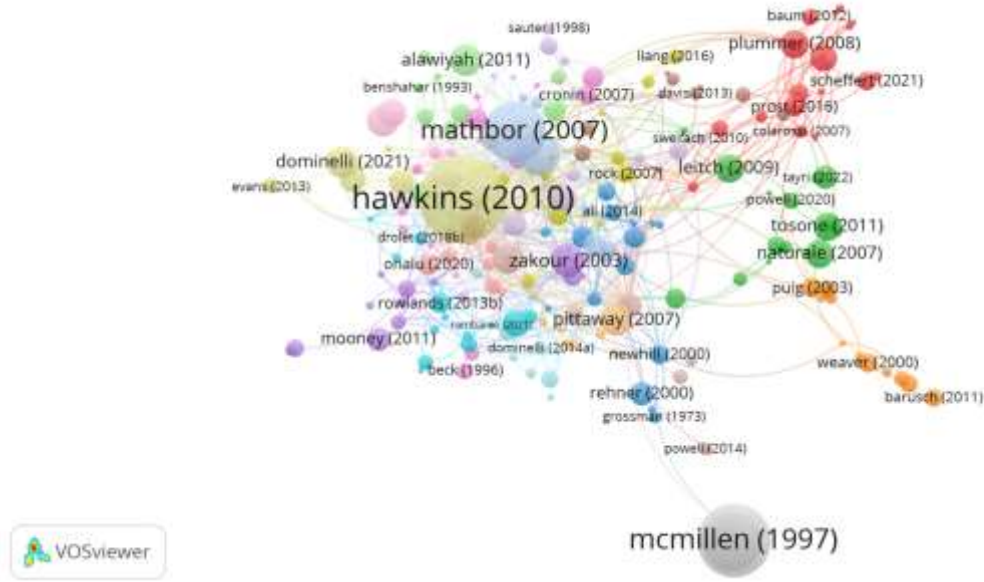 baum (2012)
sauter (1998)
plummer (2008)
liang (2016)
alawiyah (2011)
scheffert (2021)
benshahar (1993)
cronin (2007)
davis (2013)
prost (2016)
mathbor (2007)
colarossi (2007)
dominelli (2021)
leitch (2009)
rock (2007)
tayri (2022)
evans (2013)
hawkins (2010)
powell (2020)
ali (2014)
tosone (2011)
drolet (2018b)
naturale (2007)
ohalu (2020)
zakour (2003)
puig (2003)
rowlands (2013b)
pittaway (2007)
mooney (2011)
dominelli (2014a)
newhill (2000)
weaver (2000)
beck (1996)
rehner (2000)
barusch (2011)
grossman (1973)
powell (2014)
mcmillen (1997)
VOSviewer